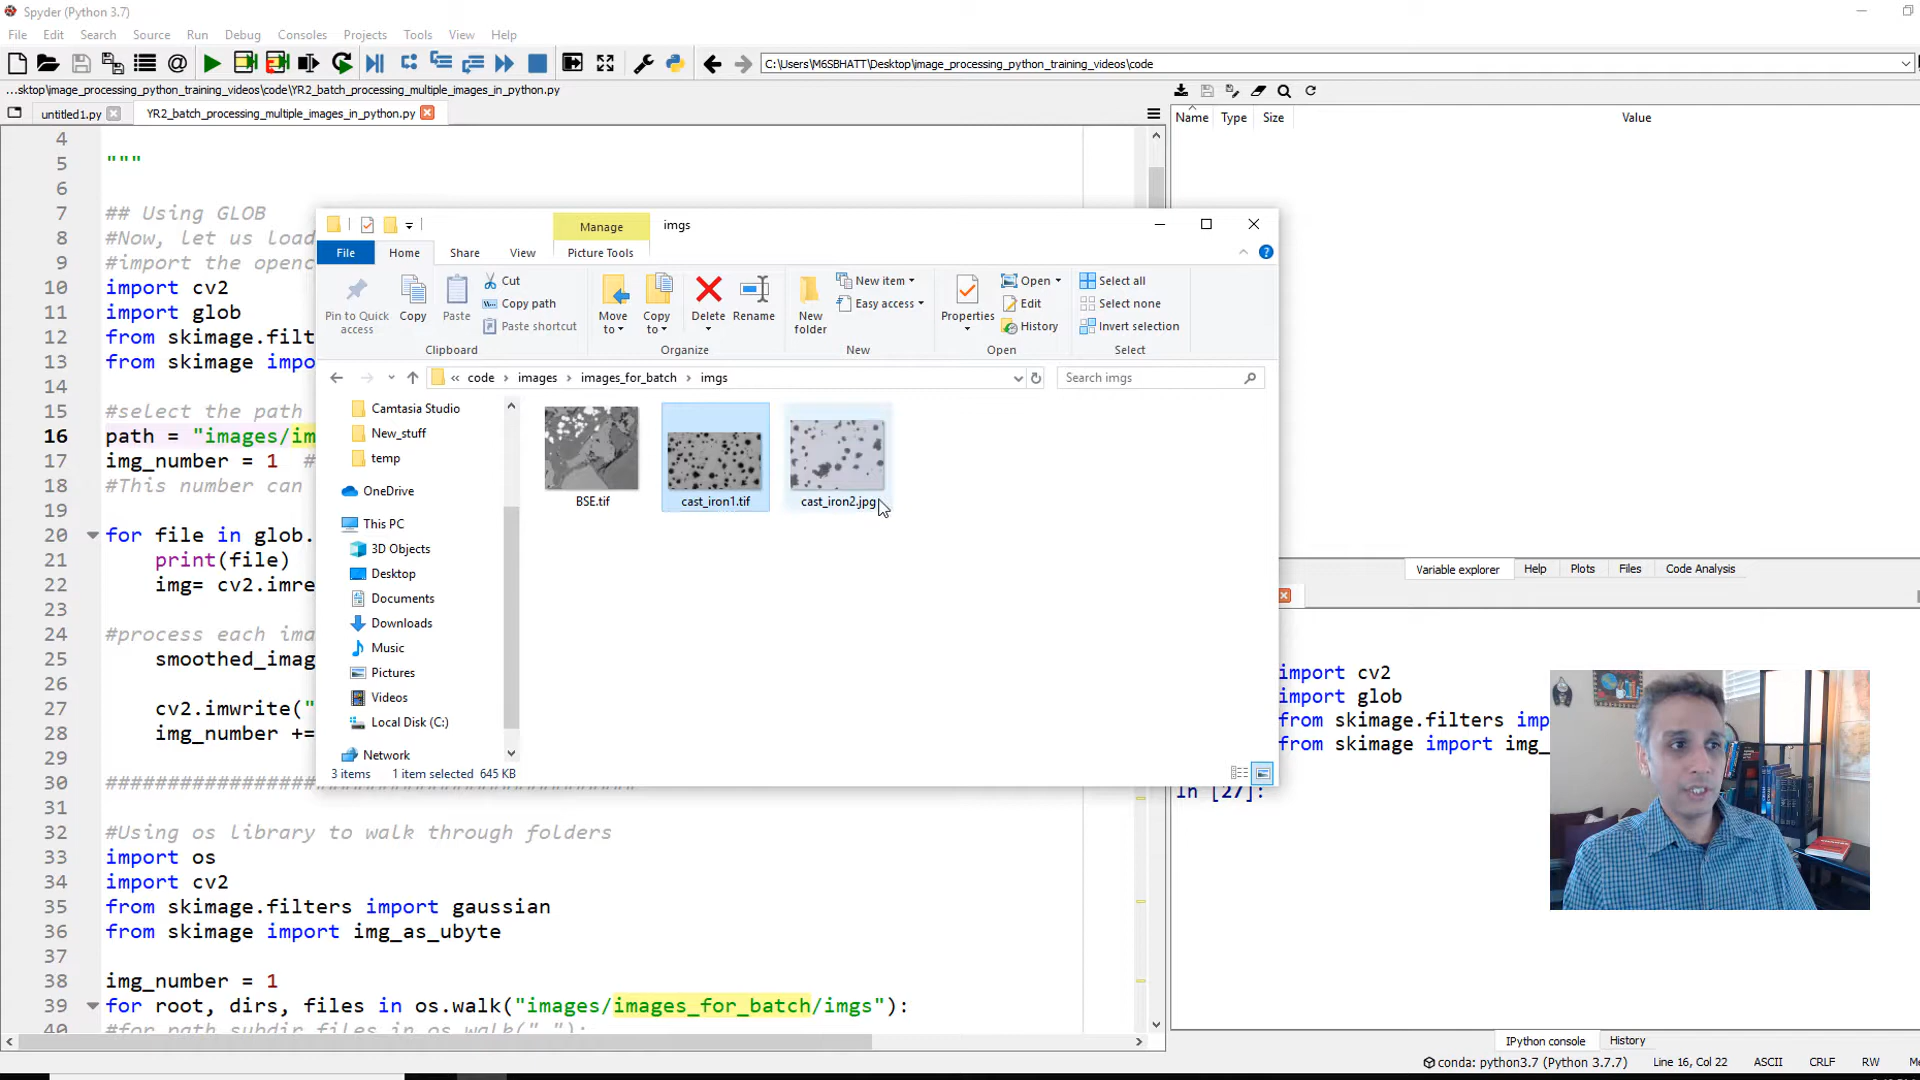 Spyder (Python 3.7)
File Edit Search Source Run Debug Consoles Projects Tools View Help
C:\Users\M6SBHATT\Desktop\image_processing_python_training_videos\code
...sktop\image_processing_python_training_videos\code\YR2_batch_processing_multiple_images_in_python.py
untitled1.py YR2_batch_processing_multiple_images_in_python.py
Name Type Size Value
4
5 """
6
7 ## Using GLOB
8 #Now, let us load
9 #import the openc
10 import cv2
11 import glob
12 from skimage.filt
13 from skimage impo
14
15 #select the path
16 path = "images/im
17 img_number = 1 #
18 #This number can
19
20 for file in glob.
21 print(file)
22 img= cv2.imre
23
24 #process each ima
25 smoothed_imag
26
27 cv2.imwrite("
28 img_number +=
29
30 ##########################################
31
32 #Using os library to walk through folders
33 import os
34 import cv2
35 from skimage.filters import gaussian
36 from skimage import img_as_ubyte
37
38 img_number = 1
39 for root, dirs, files in os.walk("images/images_for_batch/imgs"):
40 #for path subdir files in os.walk(" "):
Manage imgs
File Home Share View Picture Tools
Pin to Quick access
Copy
Paste
Cut
Copy path
Paste shortcut
Clipboard
Move to
Copy to
Delete
Rename
Organize
New folder
New item
Easy access
New
Properties
Open
Edit
History
Open
Select all
Select none
Invert selection
Select
« code › images › images_for_batch › imgs
Search imgs
Camtasia Studio
New_stuff
temp
OneDrive
This PC
3D Objects
Desktop
Documents
Downloads
Music
Pictures
Videos
Local Disk (C:)
Network
BSE.tif cast_iron1.tif cast_iron2.jpg
3 items 1 item selected 645 KB
Variable explorer Help Plots Files Code Analysis
import cv2
import glob
from skimage.filters imp
from skimage import img_
In [27]:
IPython console History
conda: python3.7 (Python 3.7.7) Line 16, Col 22 ASCII CRLF RW